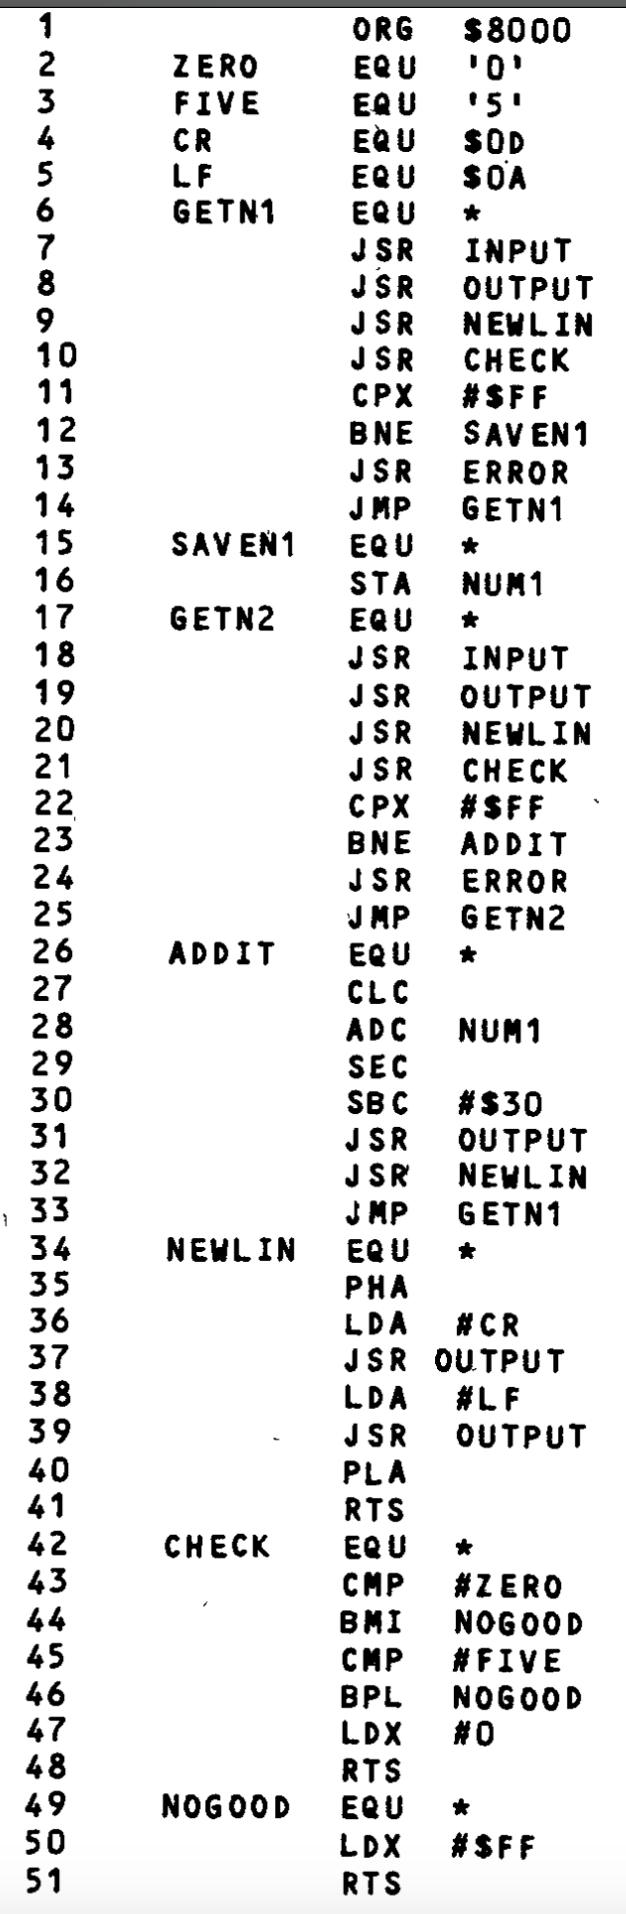 1 ORG $8000
2 ZERO EQU '0'
3 FIVE EQU '5'
4 CR EQU $0D
5 LF EQU $0A
6 GETN1 EQU *
7 JSR INPUT
8 JSR OUTPUT
9 JSR NEWLIN
10 JSR CHECK
11 CPX #$FF
12 BNE SAVEN1
13 JSR ERROR
14 JMP GETN1
15 SAVEN1 EQU *
16 STA NUM1
17 GETN2 EQU *
18 JSR INPUT
19 JSR OUTPUT
20 JSR NEWLIN
21 JSR CHECK
22 CPX #$FF
23 BNE ADDIT
24 JSR ERROR
25 JMP GETN2
26 ADDIT EQU *
27 CLC
28 ADC NUM1
29 SEC
30 SBC #$30
31 JSR OUTPUT
32 JSR NEWLIN
33 JMP GETN1
34 NEWLIN EQU *
35 PHA
36 LDA #CR
37 JSR OUTPUT
38 LDA #LF
39 JSR OUTPUT
40 PLA
41 RTS
42 CHECK EQU *
43 CMP #ZERO
44 BMI NOGOOD
45 CMP #FIVE
46 BPL NOGOOD
47 LDX #0
48 RTS
49 NOGOOD EQU *
50 LDX #$FF
51 RTS